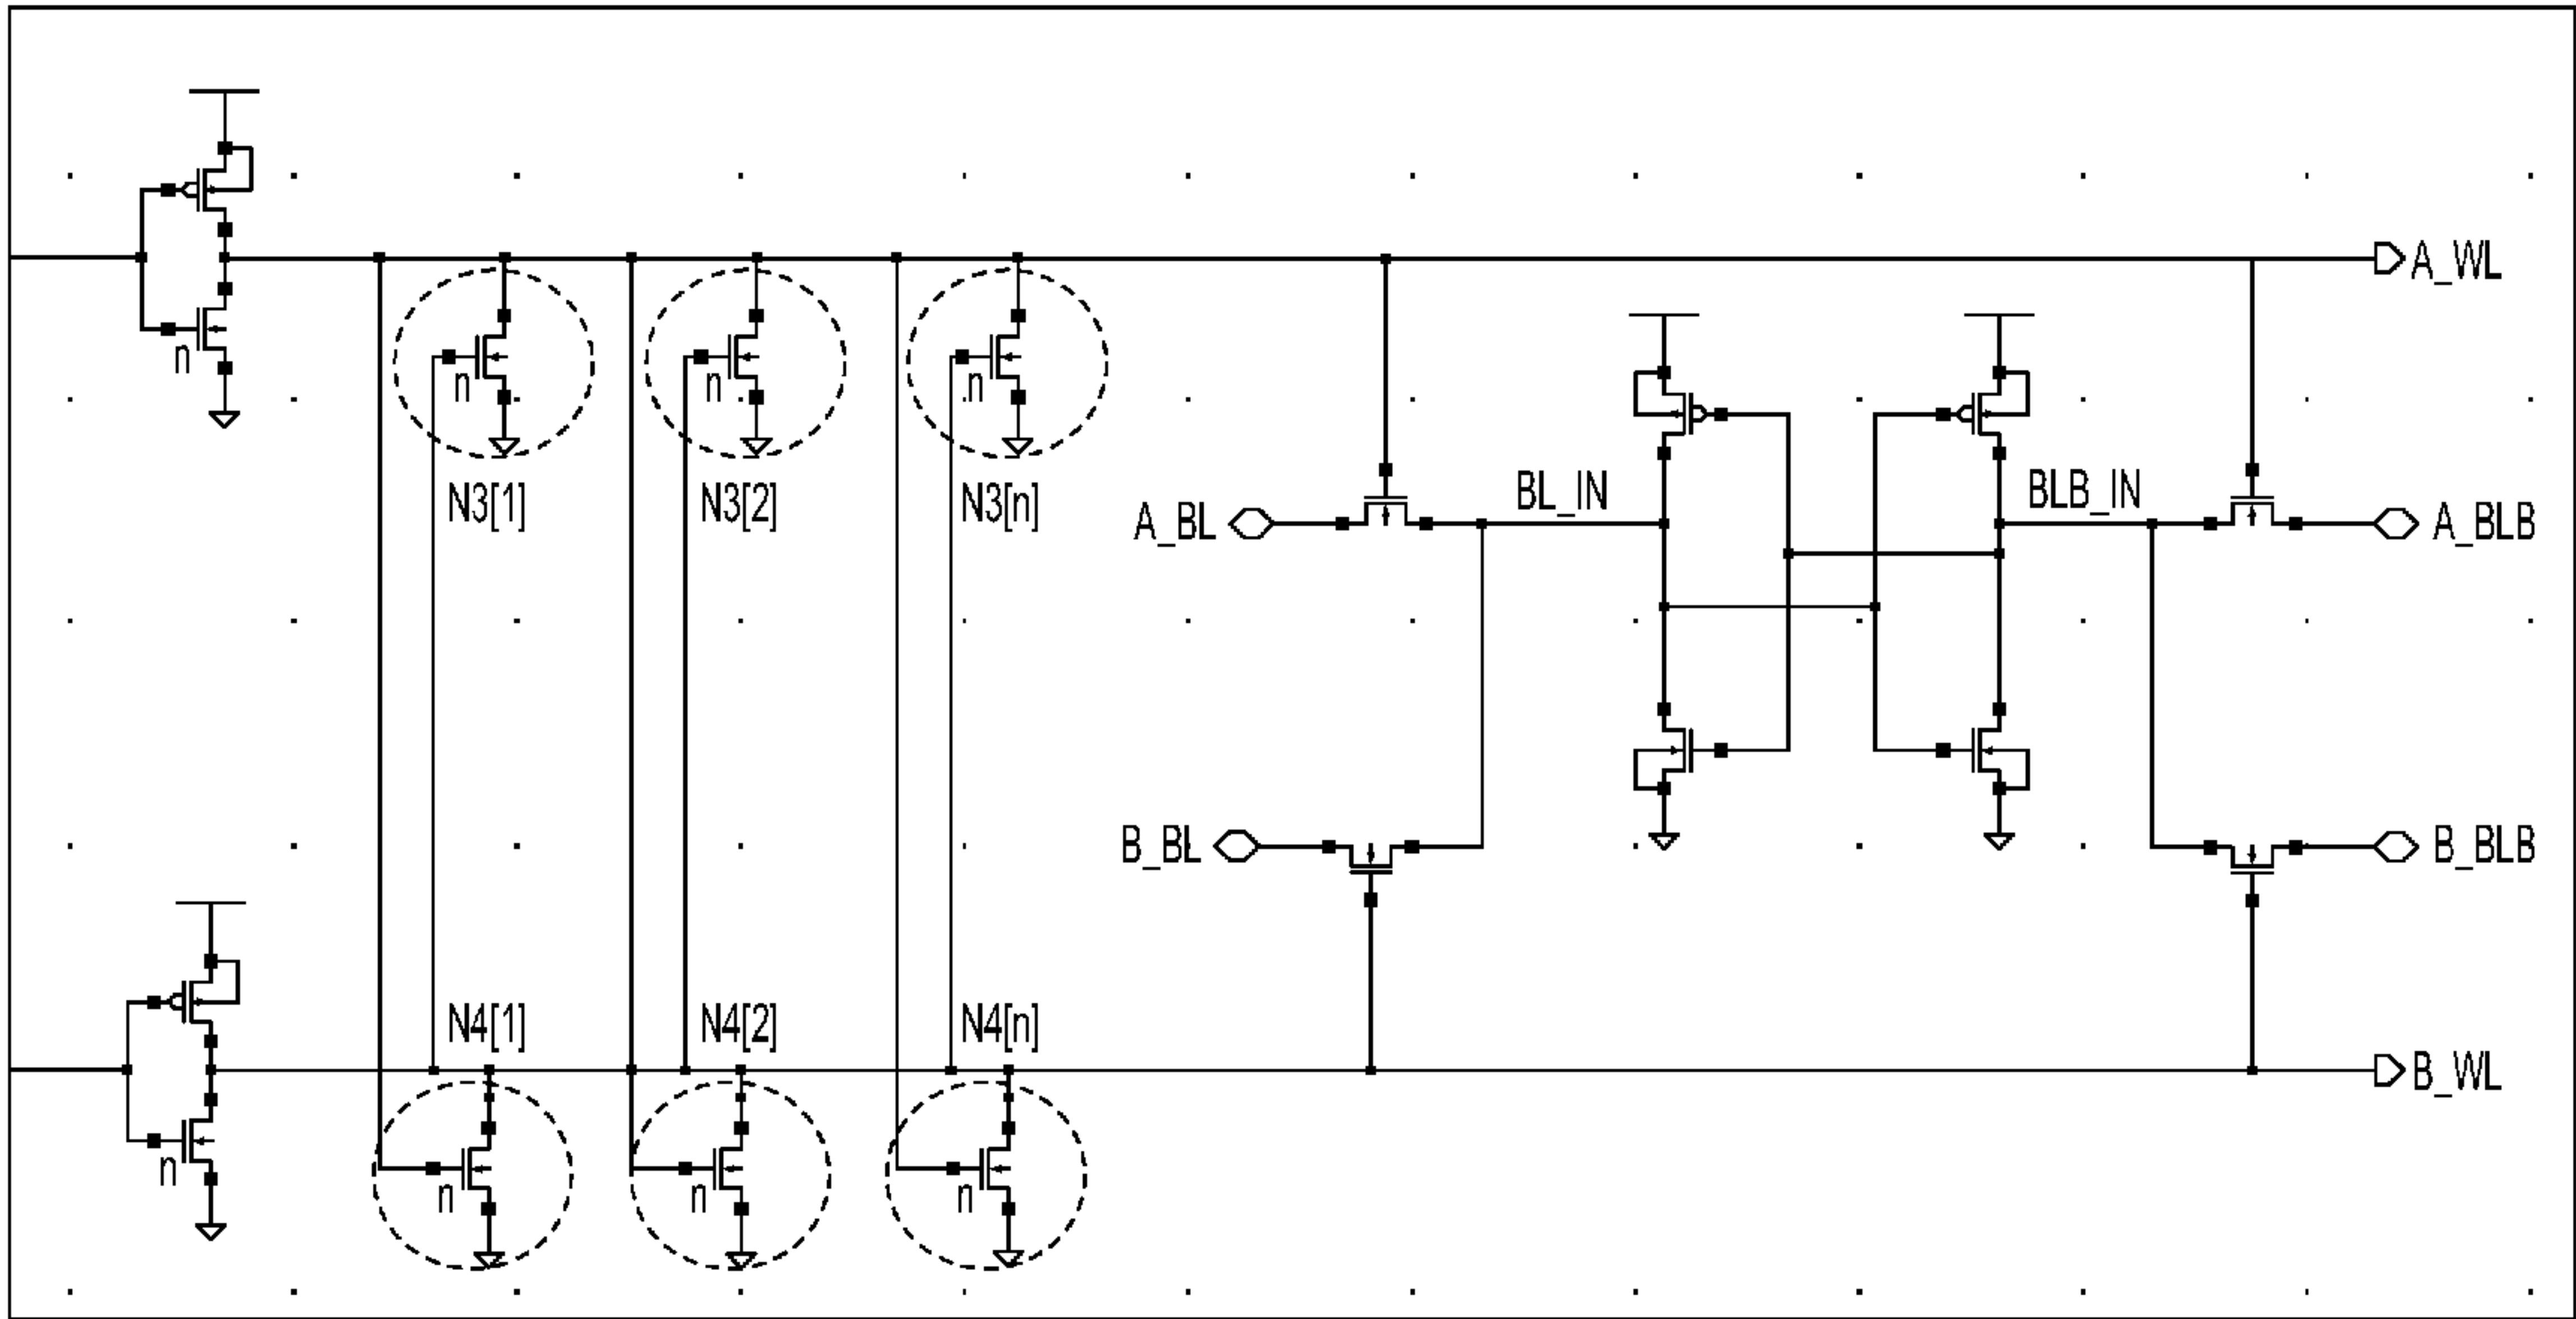 A_WL
n
n
n
n
N3[1]
N3[2]
N3[n]
A_BL
BL_IN
BLB_IN
A_BLB
B_BL
B_BLB
N4[1]
N4[2]
N4[n]
B_WL
n
n
n
n